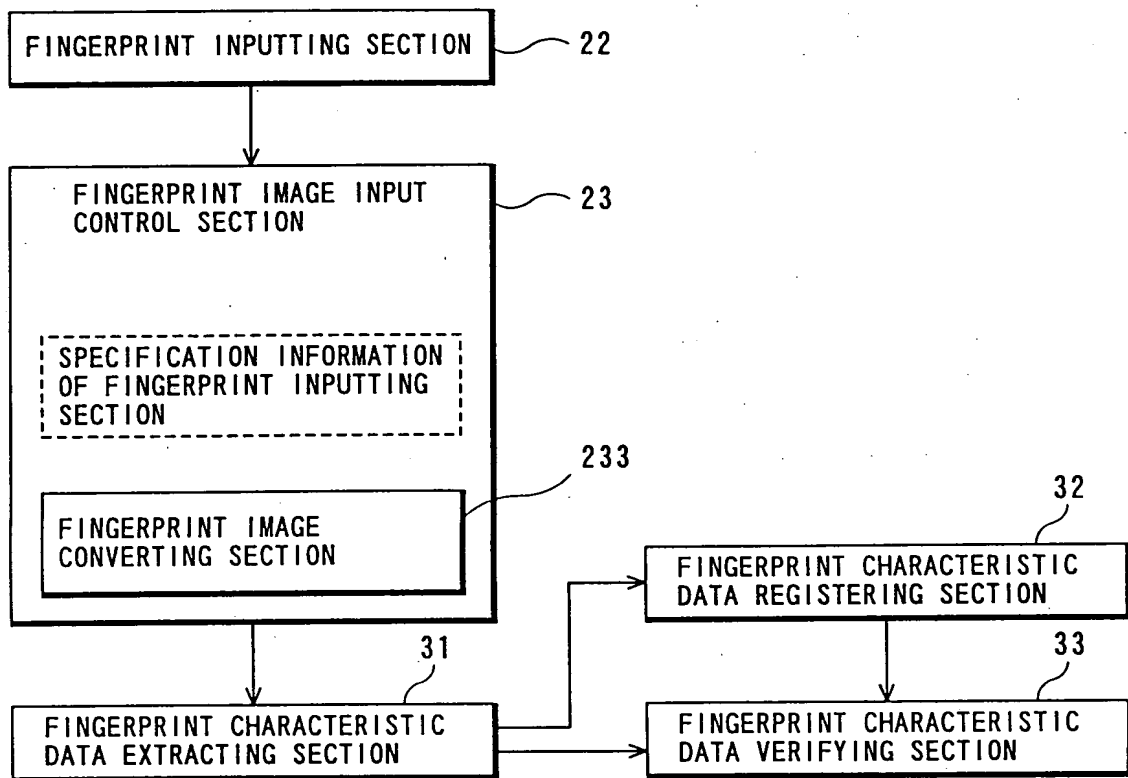 FINGERPRINT INPUTTING SECTION
22
FINGERPRINT IMAGE INPUT
CONTROL SECTION
23
SPECIFICATION INFORMATION
OF FINGERPRINT INPUTTING
SECTION
233
FINGERPRINT IMAGE
CONVERTING SECTION
31
FINGERPRINT CHARACTERISTIC
DATA EXTRACTING SECTION
32
FINGERPRINT CHARACTERISTIC
DATA REGISTERING SECTION
33
FINGERPRINT CHARACTERISTIC
DATA VERIFYING SECTION